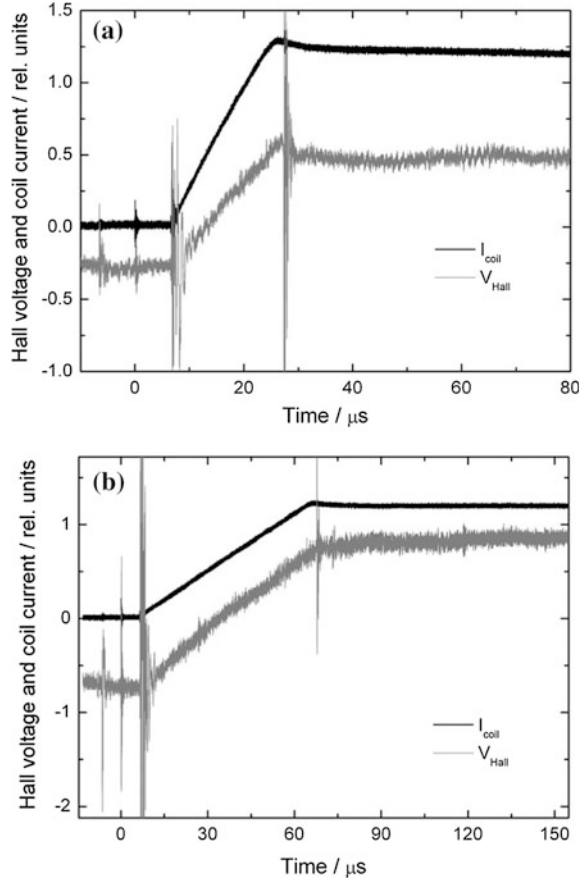 (a)
Hall voltage and coil current / rel. units
1.5
1.0
0.5
0.0
-0.5
-1.0
I coil
V Hall
0 20 40 60 80
Time / μs
(b)
Hall voltage and coil current / rel. units
1
0
-1
-2
I coil
V Hall
0 30 60 90 120 155
Time / μs